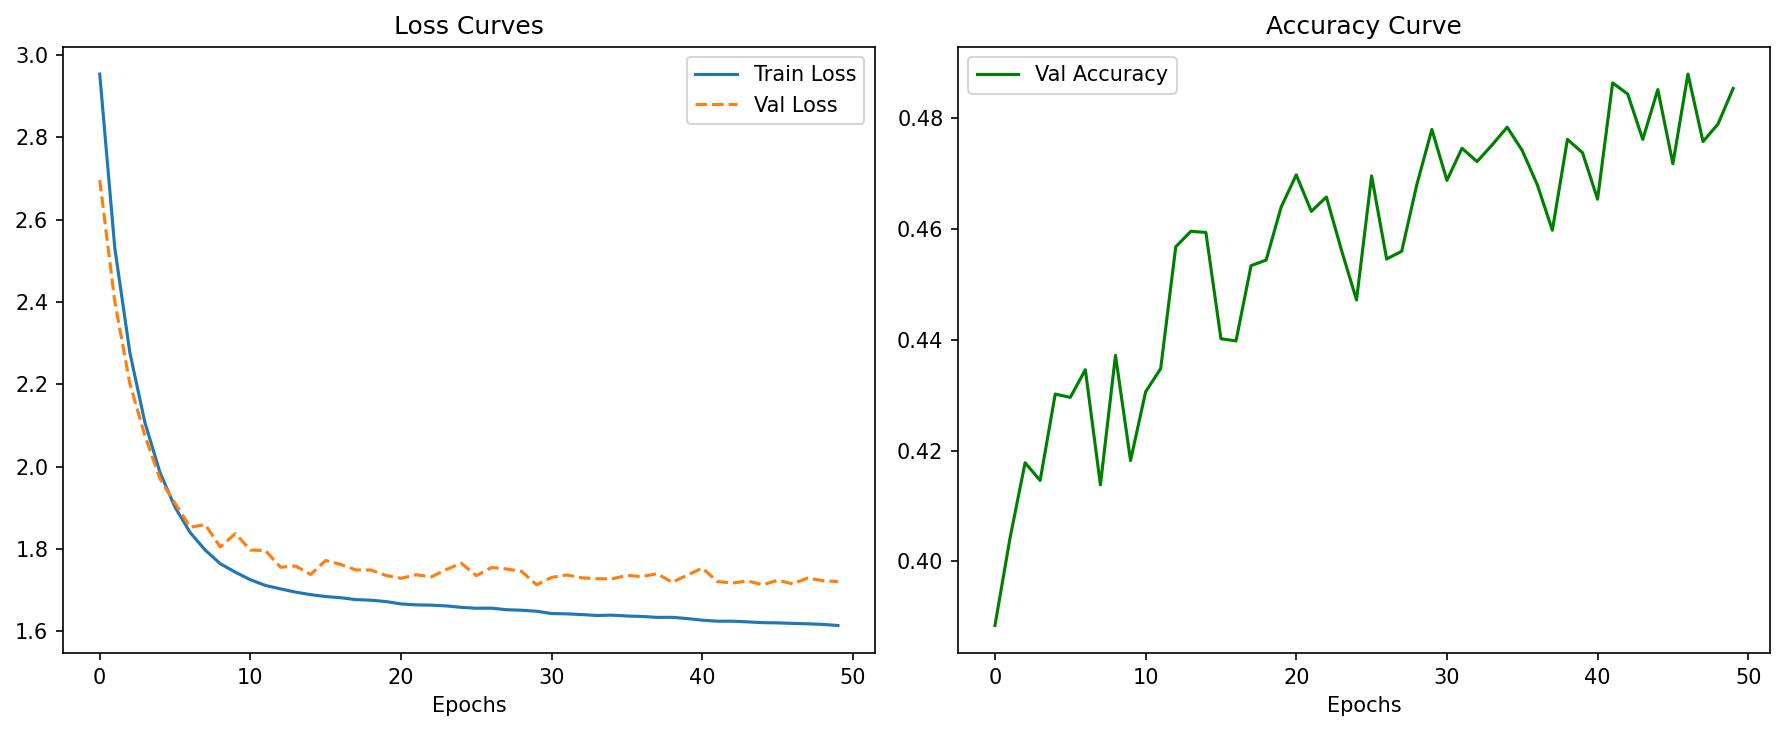 Loss Curves
3.0
2.8
2.6
2.4
2.2
2.0
1.8
1.6
0 10 20 30 40 50
Epochs
Train Loss
Val Loss
Accuracy Curve
Val Accuracy
0.48
0.46
0.44
0.42
0.40
0 10 20 30 40 50
Epochs